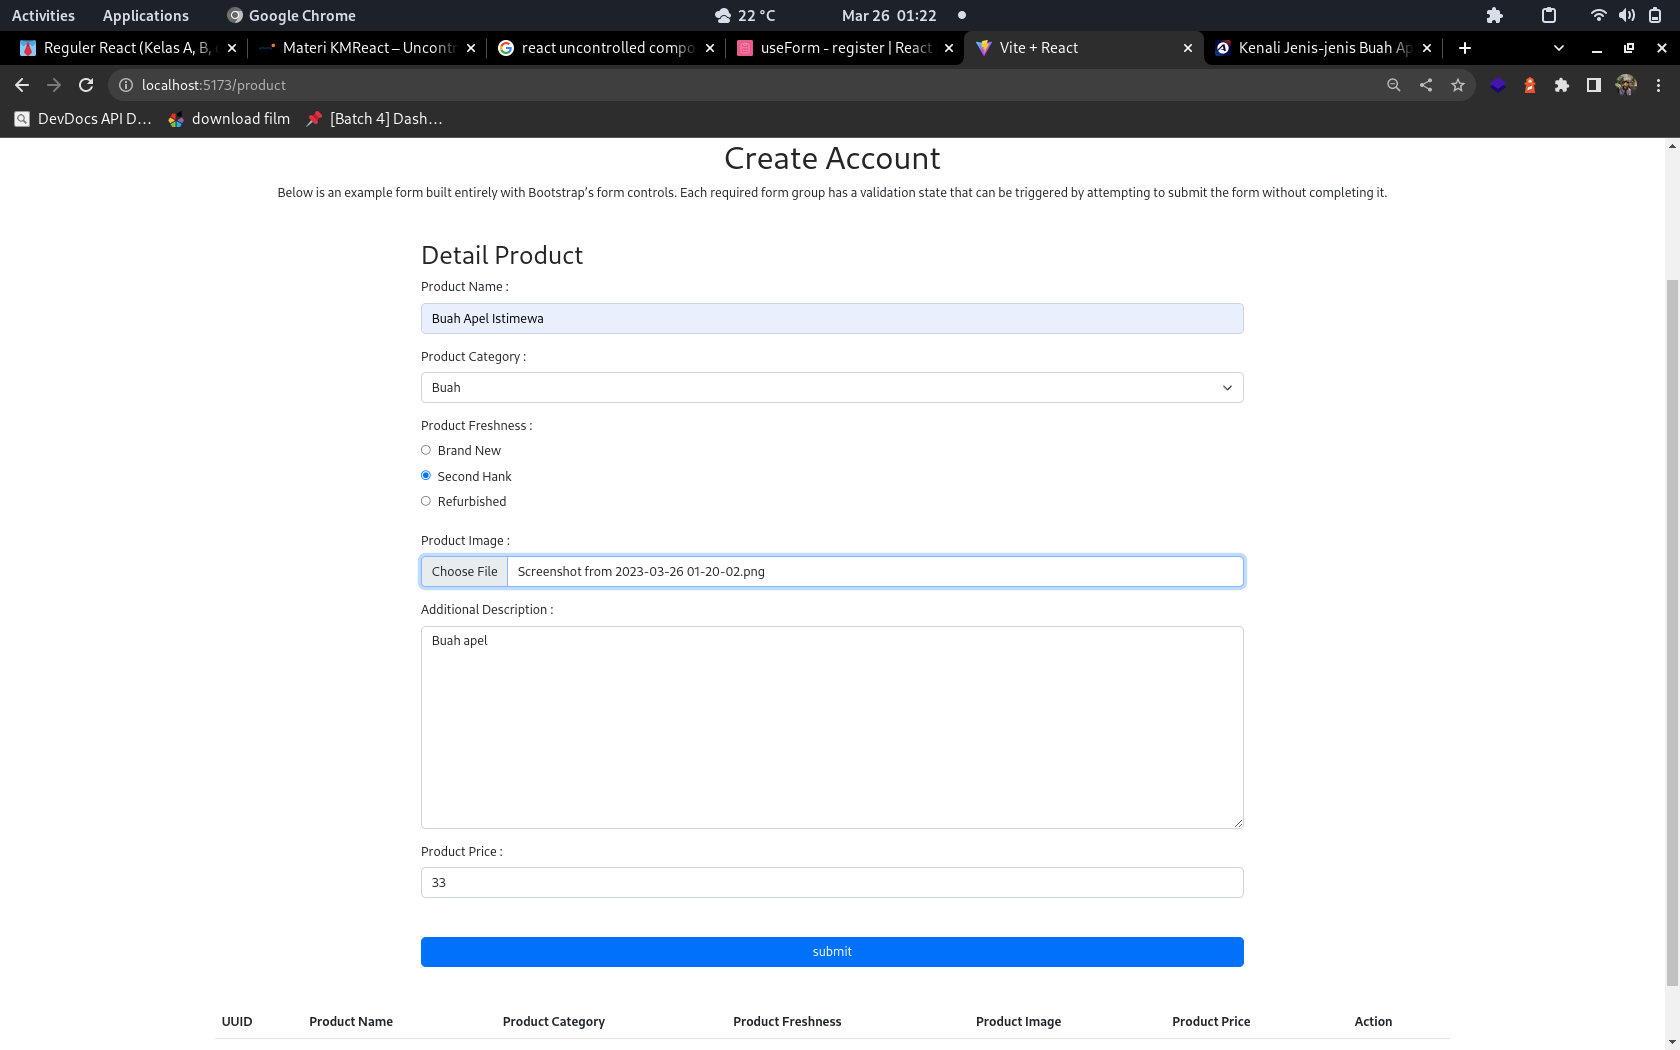 Activities Applications Google Chrome 22 °C Mar 26 01:22
Reguler React (Kelas A, B, Materi KMReact – Uncontr react uncontrolled compo useForm - register | React Vite + React Kenali Jenis-jenis Buah Ap
localhost:5173/product
DevDocs API D... download film [Batch 4] Dash...
Create Account
Below is an example form built entirely with Bootstrap's form controls. Each required form group has a validation state that can be triggered by attempting to submit the form without completing it.
Detail Product
Product Name :
Buah Apel Istimewa
Product Category :
Buah
Product Freshness :
Brand New
Second Hank
Refurbished
Product Image :
Choose File Screenshot from 2023-03-26 01-20-02.png
Additional Description :
Buah apel
Product Price :
33
submit
UUID Product Name Product Category Product Freshness Product Image Product Price Action